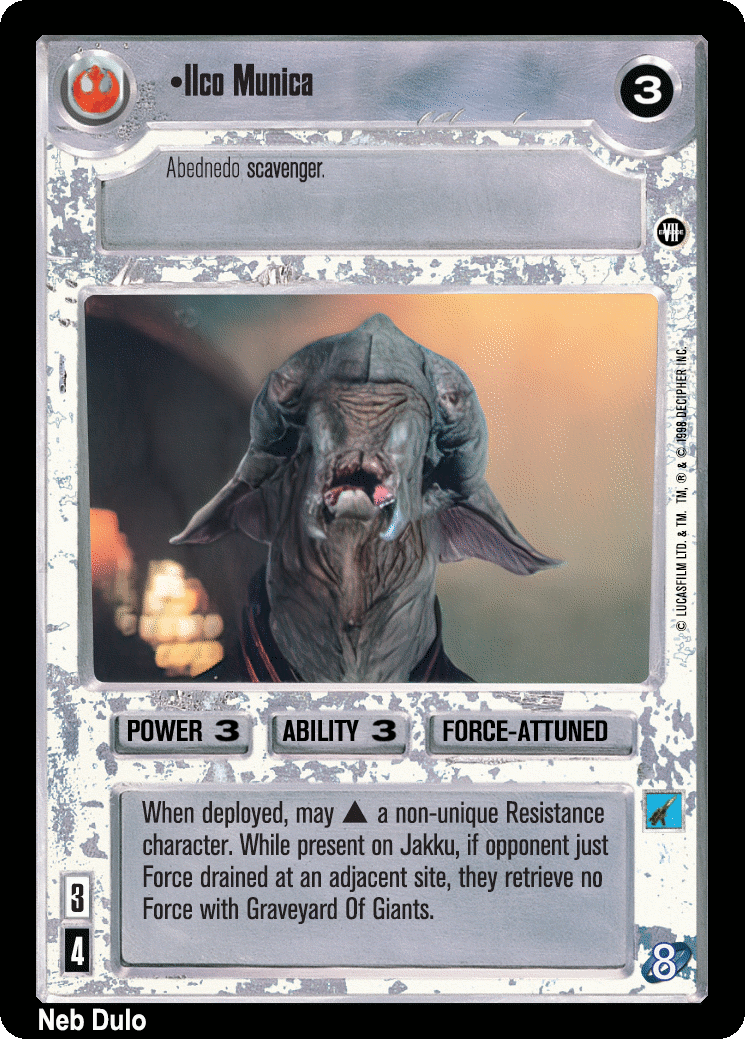 •Ilco Munica
3
Abednedo scavenger.
EPISODE VII
© LUCASFILM LTD. & TM. TM, ® & © 1998 DECIPHER INC.
POWER 3
ABILITY 3
FORCE-ATTUNED
When deployed, may ▲ a non-unique Resistance
character. While present on Jakku, if opponent just
Force drained at an adjacent site, they retrieve no
Force with Graveyard Of Giants.
3
4
8
Neb Dulo